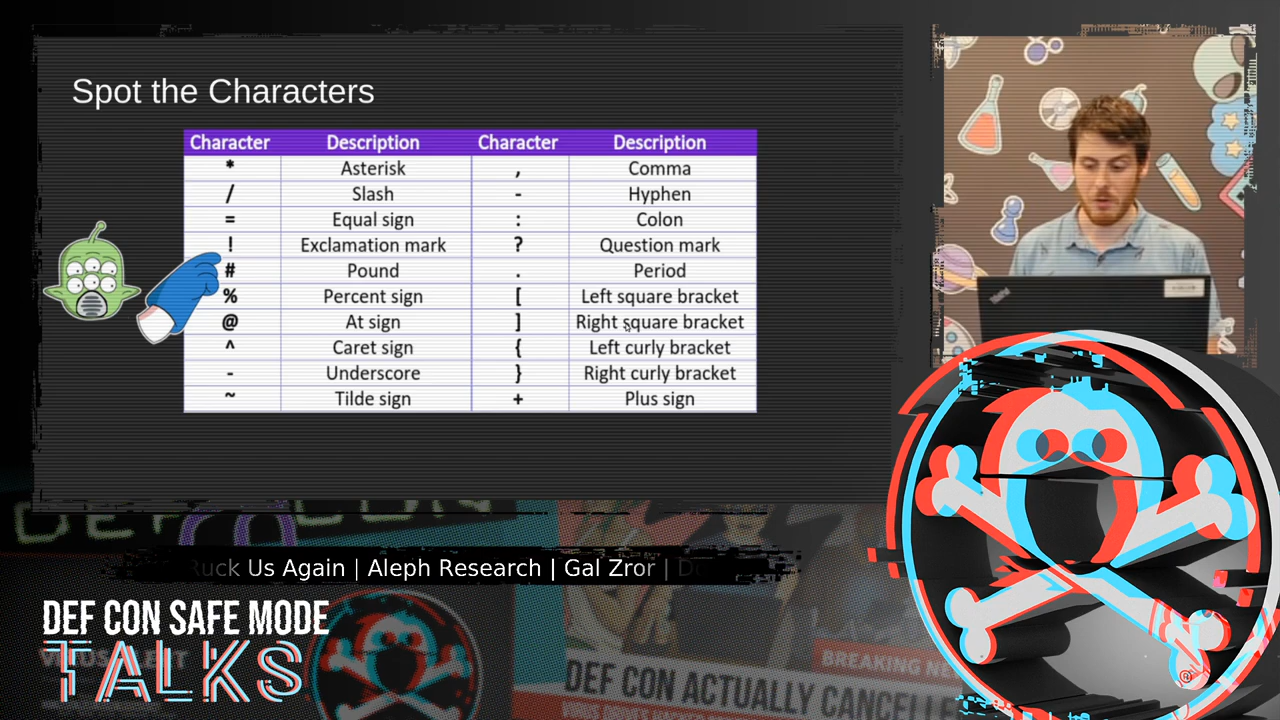 Spot the Characters
Character Description Character Description
* Asterisk , Comma
/ Slash - Hyphen
= Equal sign : Colon
! Exclamation mark ? Question mark
# Pound . Period
% Percent sign [ Left square bracket
@ At sign ] Right square bracket
^ Caret sign { Left curly bracket
- Underscore } Right curly bracket
~ Tilde sign + Plus sign
ThinkPad
DEF CON
Ruck Us Again | Aleph Research | Gal Zror |
DEF CON SAFE MODE
TALKS
BREAKING
DEF CON ACTUALLY